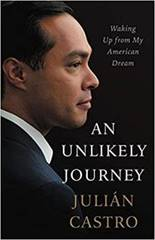 Waking
Up from My
American
Dream
AN
UNLIKELY
JOURNEY
JULIÁN
CASTRO